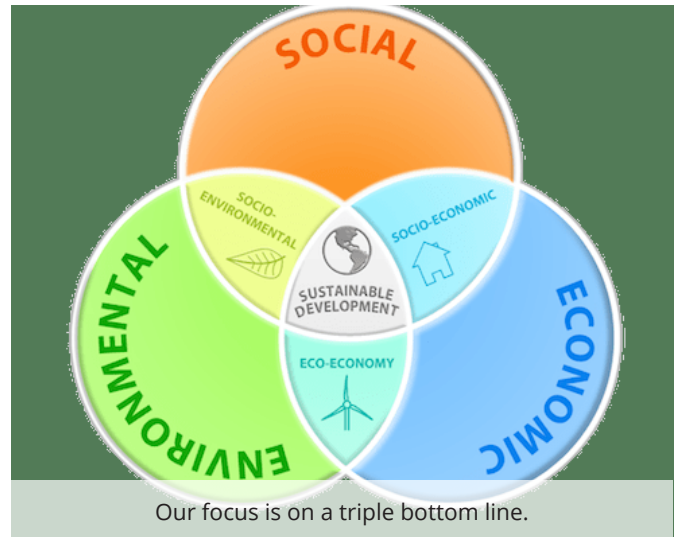 SOCIAL
SOCIO-
ENVIRONMENTAL
SOCIO-ECONOMIC
SUSTAINABLE
DEVELOPMENT
ENVIRONMENTAL
ECONOMIC
ECO-ECONOMY
Our focus is on a triple bottom line.